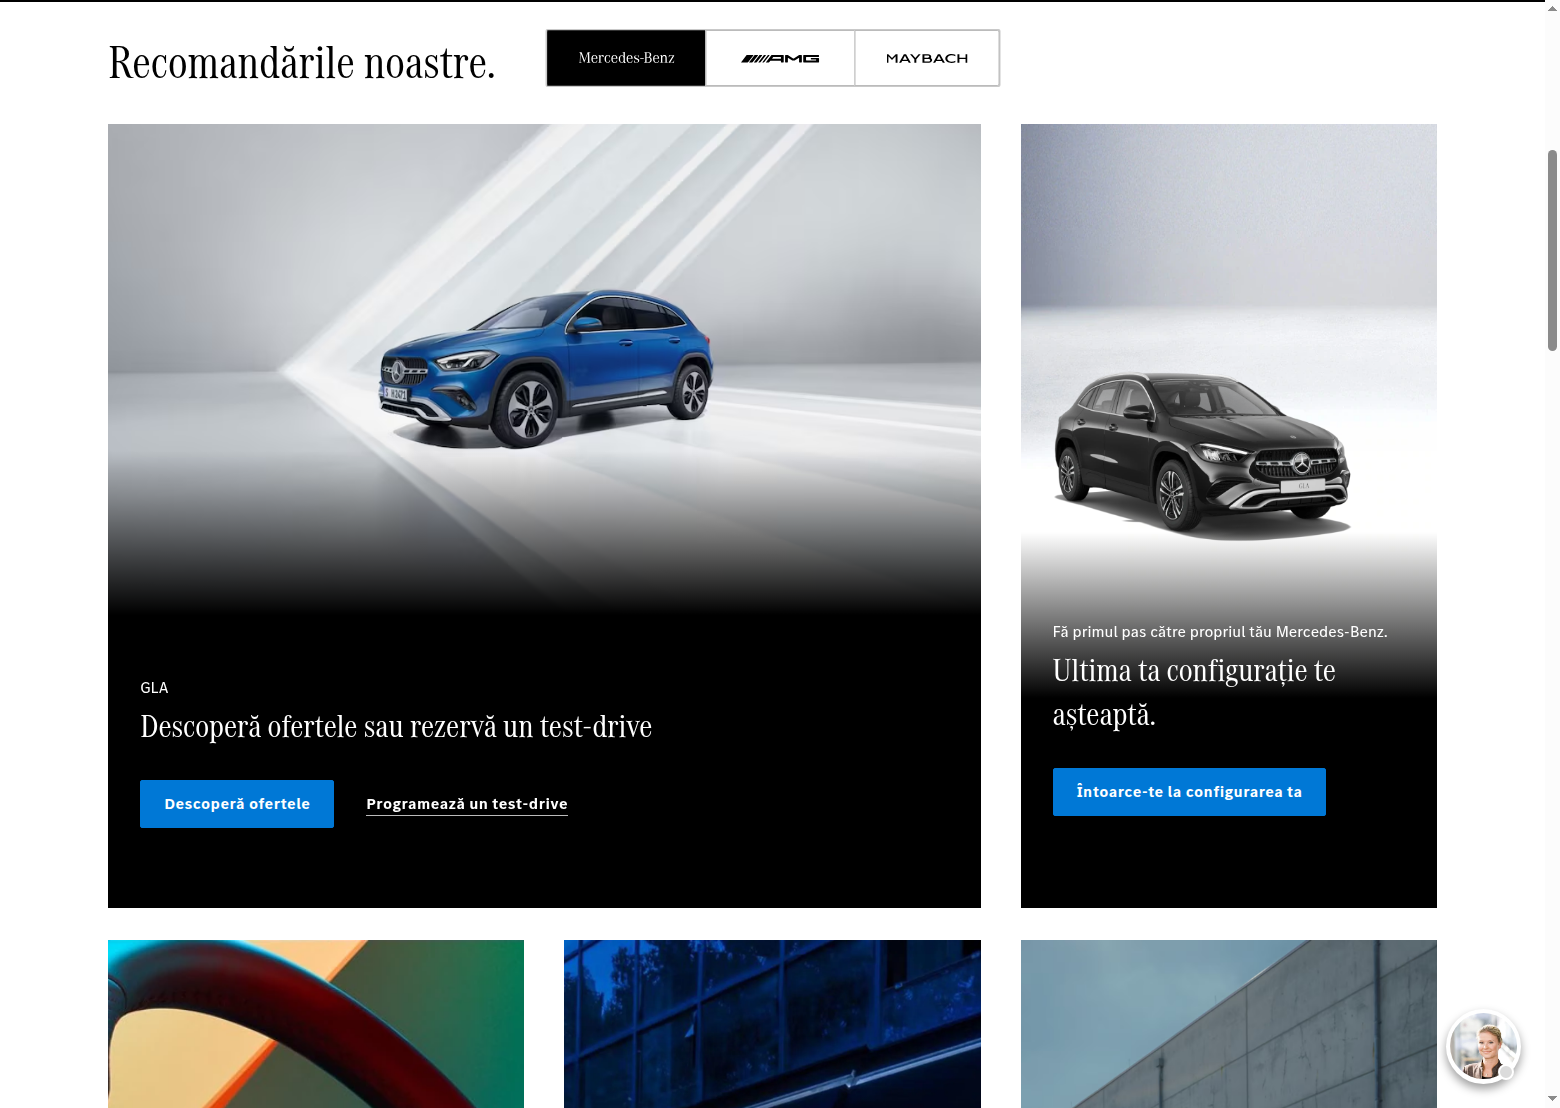 Recomandările noastre.
Mercedes-Benz
AMG
MAYBACH
GLA
Descoperă ofertele sau rezervă un test-drive
Descoperă ofertele
Programează un test-drive
GLA
Fă primul pas către propriul tău Mercedes-Benz.
Ultima ta configurație te
așteaptă.
Întoarce-te la configurarea ta